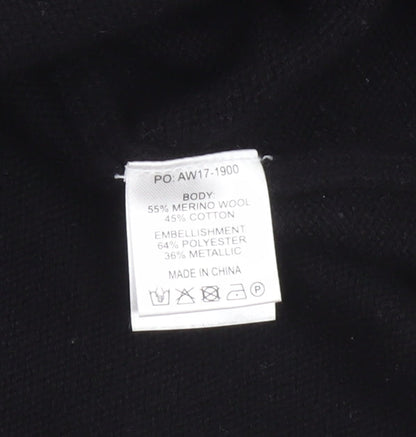 PO: AW17-1900
BODY:
55% MERINO WOOL
45% COTTON
EMBELLISHMENT
64% POLYESTER
36% METALLIC
MADE IN CHINA
P